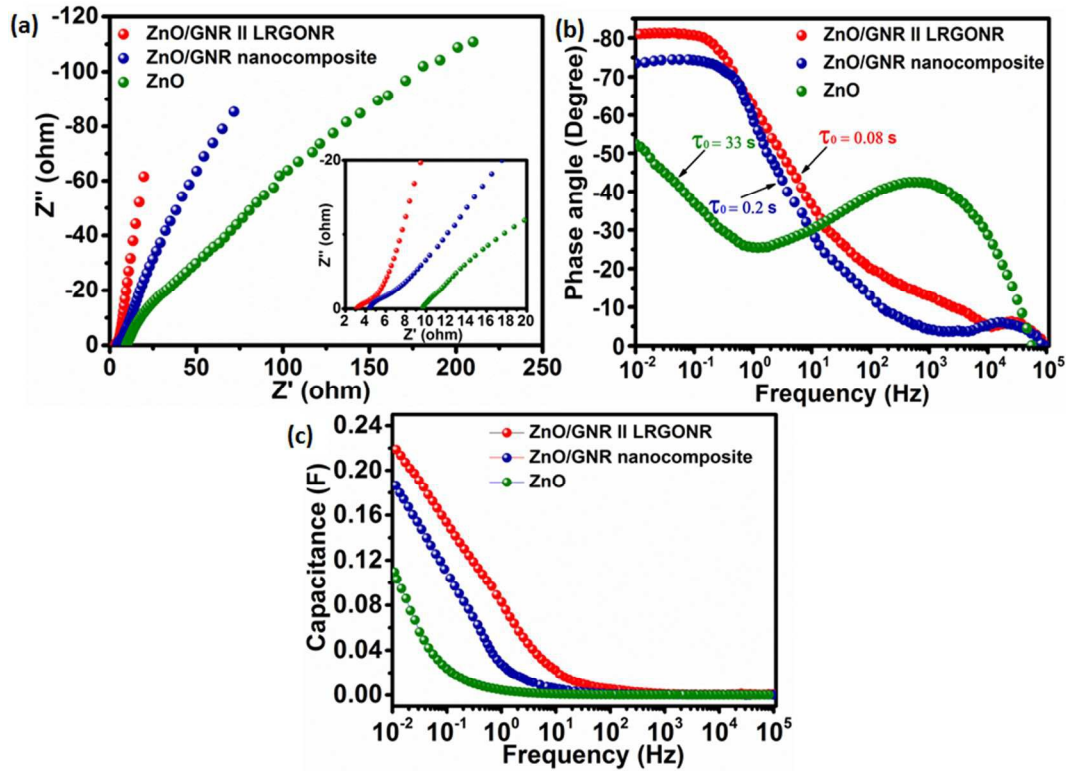 (a)
-120
-100
-80
-60
-40
-20
0
Z'' (ohm)
ZnO/GNR II LRGONR
ZnO/GNR nanocomposite
ZnO
-20
-10
0
Z'' (ohm)
2 4 6 8 10 12 14 16 18 20
Z' (ohm)
0 50 100 150 200 250
Z' (ohm)
(b)
-80
-70
-60
-50
-40
-30
-20
-10
0
Phase angle (Degree)
ZnO/GNR II LRGONR
ZnO/GNR nanocomposite
ZnO
τ₀ = 33 s
τ₀ = 0.08 s
τ₀ = 0.2 s
10⁻² 10⁻¹ 10⁰ 10¹ 10² 10³ 10⁴ 10⁵
Frequency (Hz)
(c)
0.24
0.20
0.16
0.12
0.08
0.04
0.00
Capacitance (F)
ZnO/GNR II LRGONR
ZnO/GNR nanocomposite
ZnO
10⁻² 10⁻¹ 10⁰ 10¹ 10² 10³ 10⁴ 10⁵
Frequency (Hz)